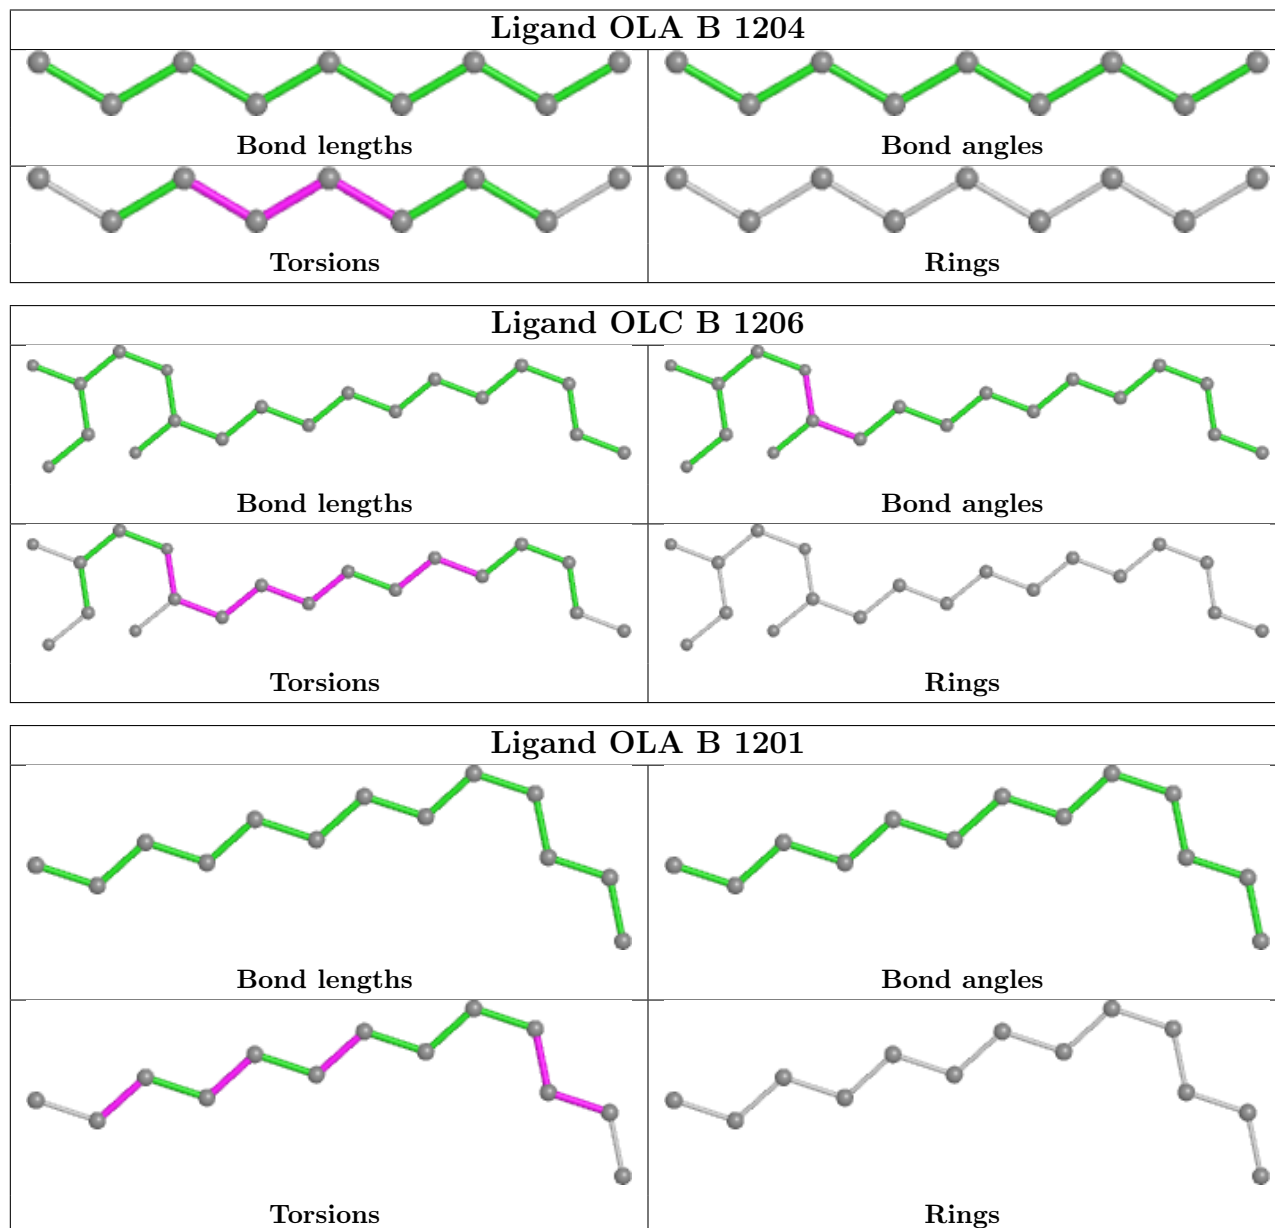 Ligand OLA B 1204
Bond lengths
Bond angles
Torsions
Rings
Ligand OLC B 1206
Bond lengths
Bond angles
Torsions
Rings
Ligand OLA B 1201
Bond lengths
Bond angles
Torsions
Rings